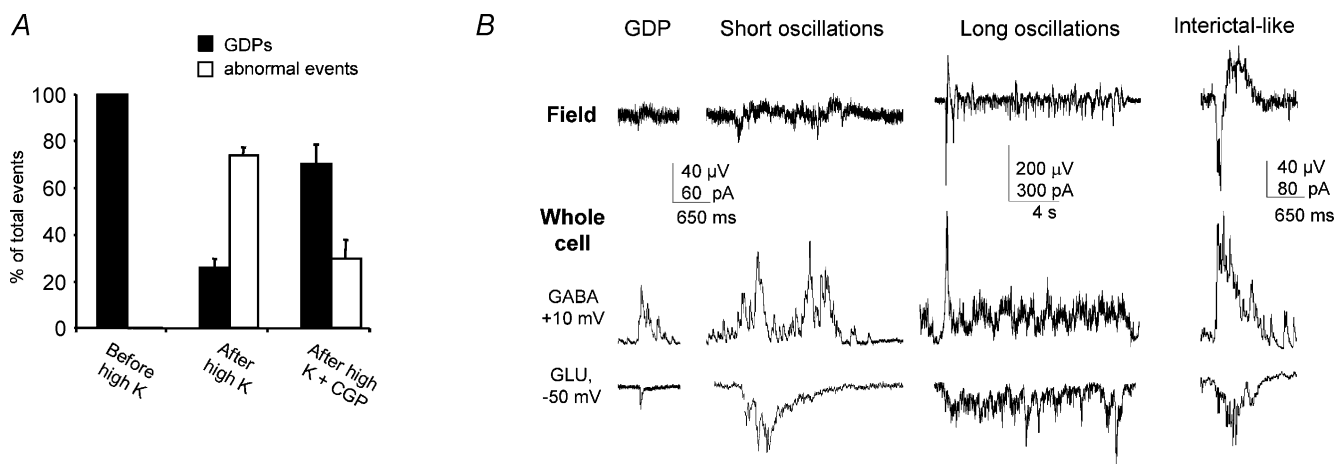 A
GDPs
abnormal events
% of total events
100
80
60
40
20
0
Before
high K
After
high K
After high
K + CGP
B
GDP
Short oscillations
Long oscillations
Interictal-like
Field
40 µV
60 pA
650 ms
200 µV
300 pA
4 s
40 µV
80 pA
650 ms
Whole
cell
GABA
+10 mV
GLU,
-50 mV